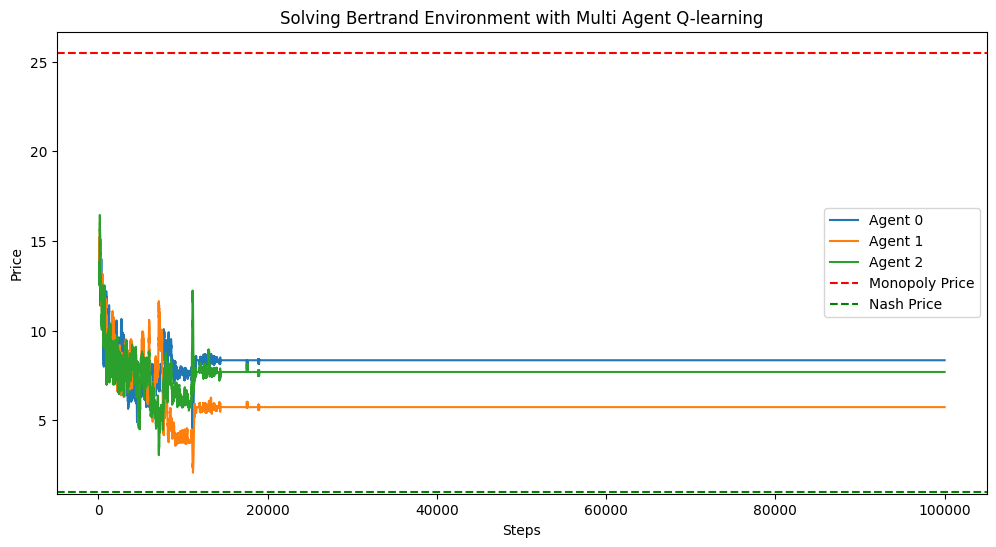 Solving Bertrand Environment with Multi Agent Q-learning
Price
25
20
15
10
5
Agent 0
Agent 1
Agent 2
Monopoly Price
Nash Price
0
20000
40000
60000
80000
100000
Steps